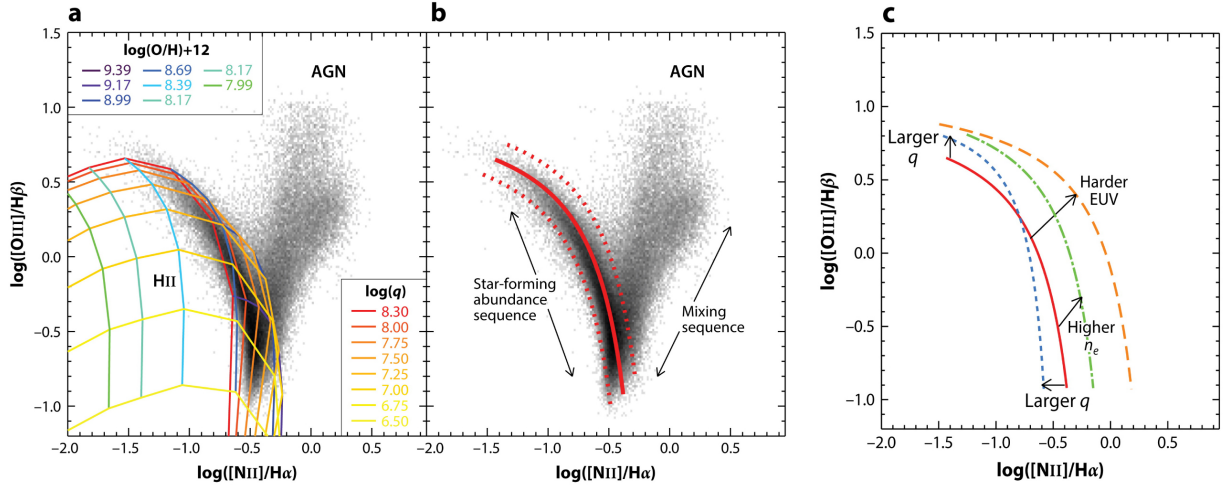 a
1.5
1.0
0.5
0.0
−0.5
−1.0
log([OIII]/Hβ)
log(O/H)+12
9.39 8.69 8.17
9.17 8.39 7.99
8.99 8.17
AGN
HII
log(q)
8.30
8.00
7.75
7.50
7.25
7.00
6.75
6.50
−2.0 −1.5 −1.0 −0.5 0.0 0.5
log([NII]/Hα)
b
AGN
Star-forming
abundance
sequence
Mixing
sequence
−2.0 −1.5 −1.0 −0.5 0.0 0.5
log([NII]/Hα)
c
1.5
1.0
0.5
0.0
−0.5
−1.0
log([OIII]/Hβ)
Larger
q
Harder
EUV
Higher
ne
Larger q
−2.0 −1.5 −1.0 −0.5 0.0 0.5
log([NII]/Hα)